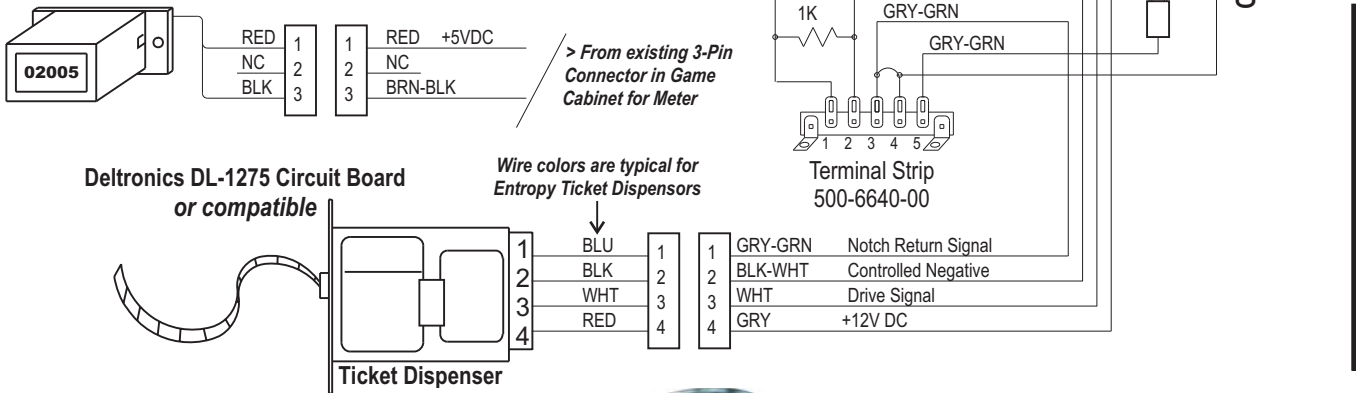 1K
GRY-GRN
GRY-GRN
02005
RED 1
NC 2
BLK 3
1 RED +5VDC
2 NC
3 BRN-BLK
> From existing 3-Pin
Connector in Game
Cabinet for Meter
1 2 3 4 5
Terminal Strip
500-6640-00
Wire colors are typical for
Entropy Ticket Dispensors
Deltronics DL-1275 Circuit Board
or compatible
1 BLU 1
2 BLK 2
3 WHT 3
4 RED 4
1 GRY-GRN Notch Return Signal
2 BLK-WHT Controlled Negative
3 WHT Drive Signal
4 GRY +12V DC
Ticket Dispenser